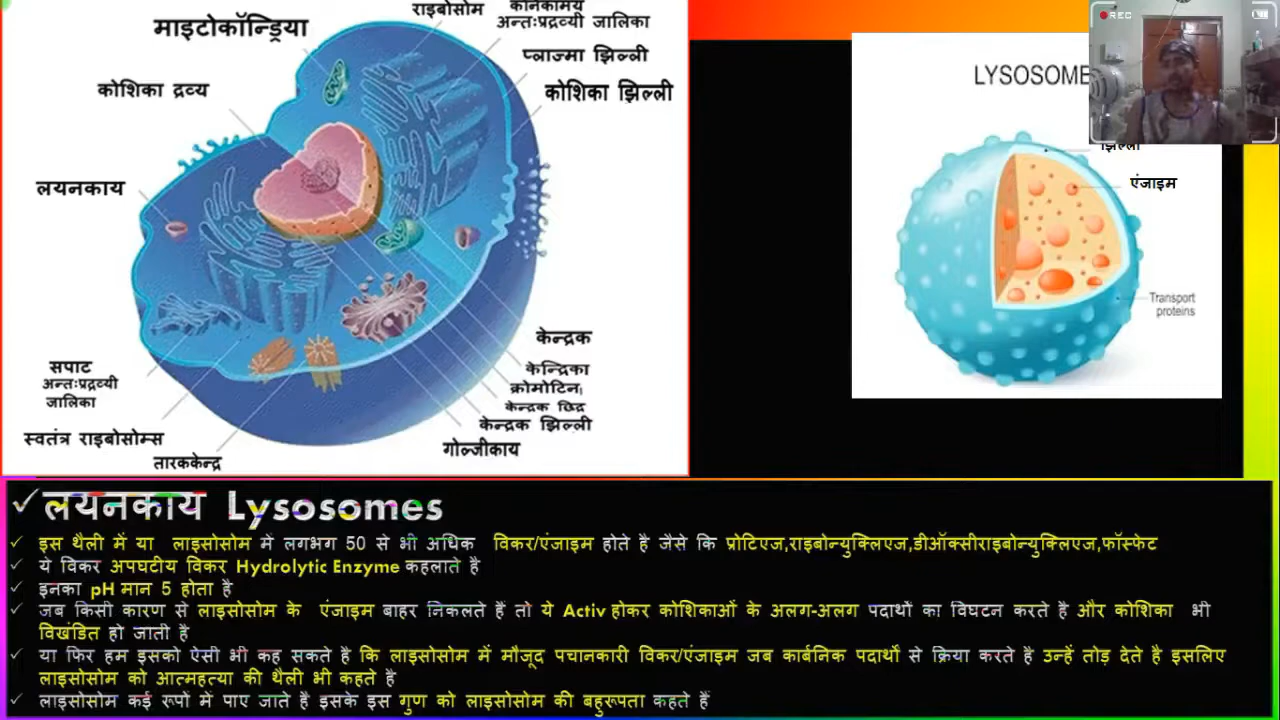 राइबोसोम
अन्तःप्रद्रव्यी जालिका
माइटोकॉन्ड्रिया
प्लाज्मा झिल्ली
कोशिका द्रव्य
कोशिका झिल्ली
लयनकाय
केन्द्रक
सपाट
अन्तःप्रद्रव्यी
जालिका
केन्द्रिका
क्रोमोटिन
केन्द्रक छिद्र
केन्द्रक झिल्ली
स्वतंत्र राइबोसोम्स
गोल्जीकाय
तारककेन्द्र
REC
LYSOSOME
झिल्ली
एंजाइम
Transport
proteins
✓लयनकाय Lysosomes
✓ इस थैली में या लाइसोसोम में लगभग 50 से भी अधिक विकर/एंजाइम होते है जैसे कि प्रोटिएज,राइबोन्युक्लिएज,डीऑक्सीराइबोन्युक्लिएज,फॉस्फेट
✓ ये विकर अपघटीय विकर Hydrolytic Enzyme कहलाते है
✓ इनका pH मान 5 होता है
✓ जब किसी कारण से लाइसोसोम के एंजाइम बाहर निकलते हैं तो ये Activ होकर कोशिकाओं के अलग-अलग पदार्थों का विघटन करते है और कोशिका भी
विखंडित हो जाती है
✓ या फिर हम इसको ऐसी भी कह सकते है कि लाइसोसोम में मौजूद पचानकारी विकर/एंजाइम जब कार्बनिक पदार्थों से क्रिया करते है उन्हें तोड़ देते है इसलिए
लाइसोसोम को आत्महत्या की थैली भी कहते है
✓ लाइसोसोम कई रूपों में पाए जाते है इसके इस गुण को लाइसोसोम की बहुरूपता कहते हैं